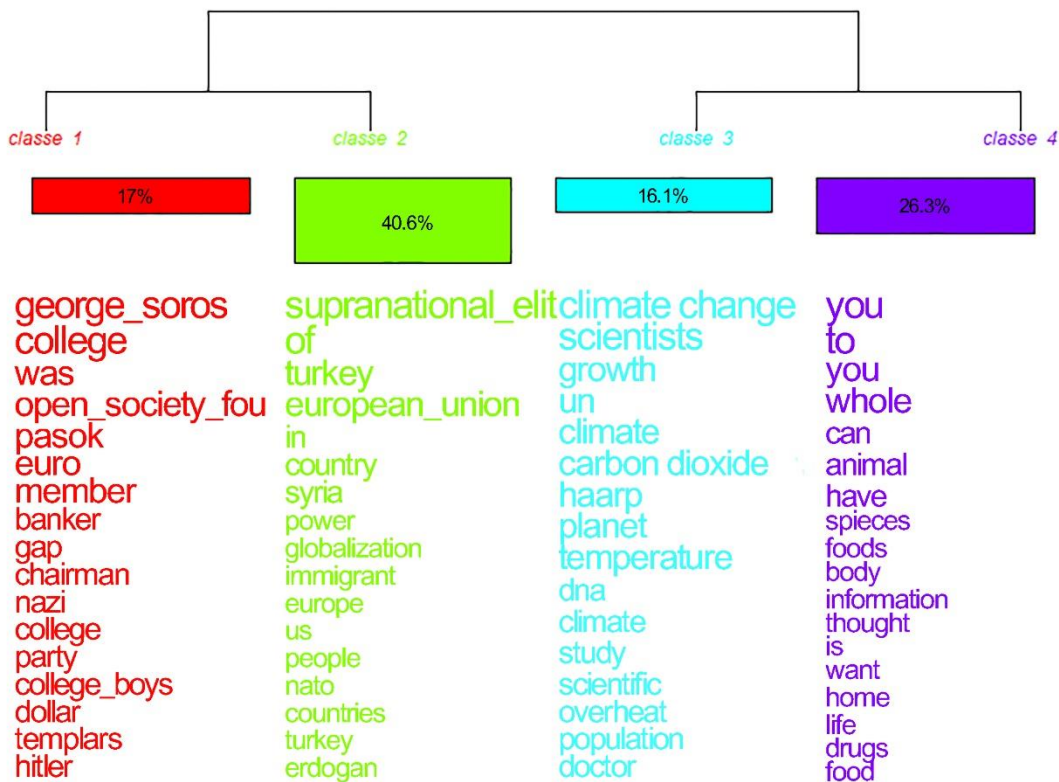 classe 1
classe 2
classe 3
classe 4
17%
40.6%
16.1%
26.3%
george_soros
college
was
open_society_fou
pasok
euro
member
banker
gap
chairman
nazi
college
party
college_boys
dollar
templars
hitler
supranational_elit
of
turkey
european_union
in
country
syria
power
globalization
immigrant
europe
us
people
nato
countries
turkey
erdogan
climate change
scientists
growth
un
climate
carbon dioxide
haarp
planet
temperature
dna
climate
study
scientific
overheat
population
doctor
you
to
you
whole
can
animal
have
spieces
foods
body
information
thought
is
want
home
life
drugs
food